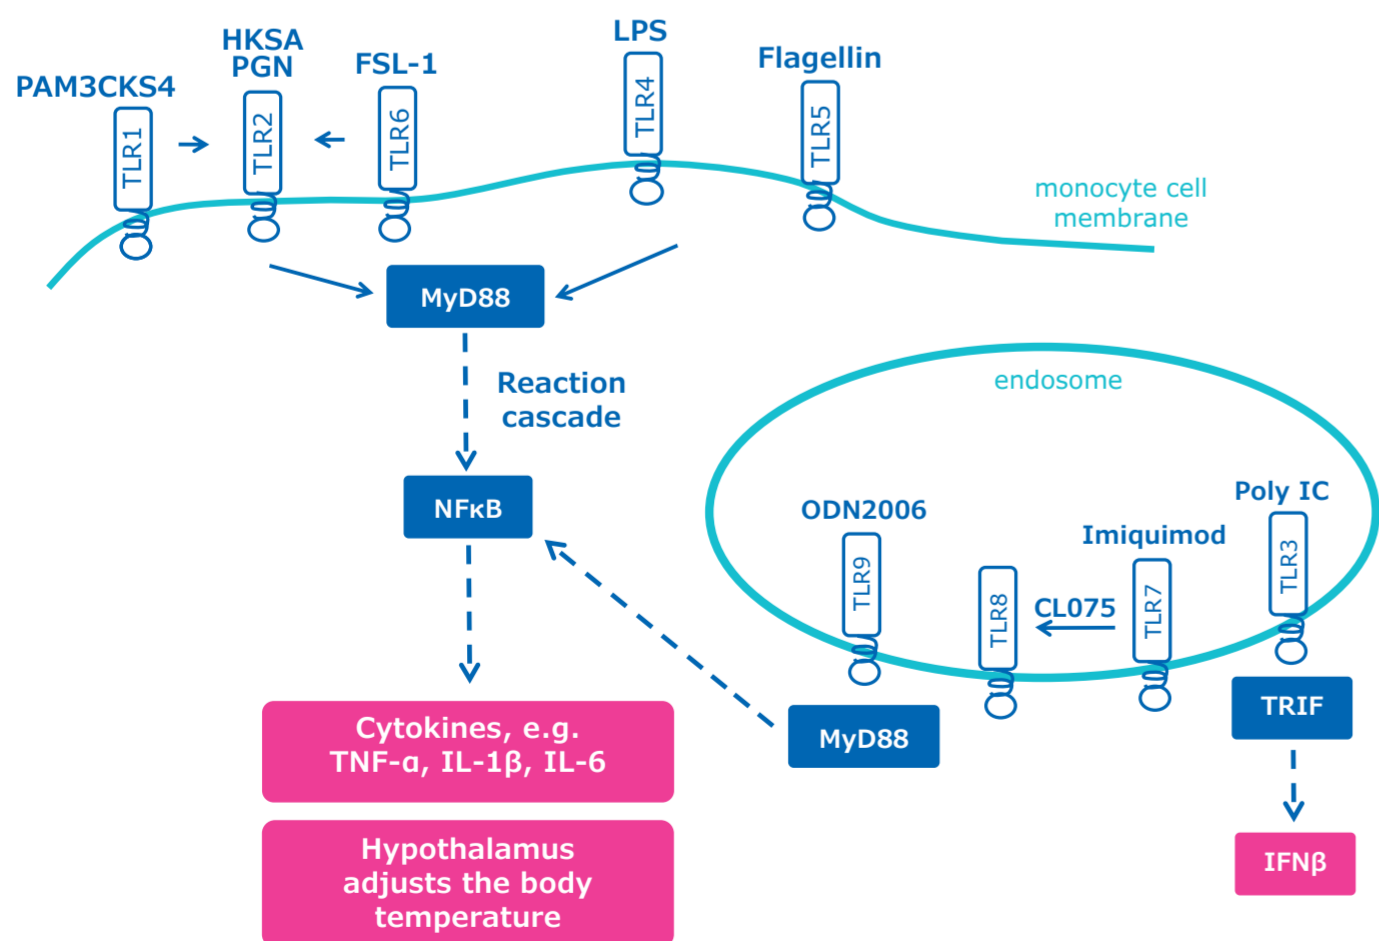 LPS
HKSA
PGN
FSL-1
Flagellin
PAM3CKS4
TLR1
TLR2
TLR6
TLR4
TLR5
monocyte cell
membrane
MyD88
Reaction
cascade
endosome
NFκB
ODN2006
Poly IC
Imiquimod
CL075
TLR9
TLR8
TLR7
TLR3
MyD88
TRIF
Cytokines, e.g.
TNF-α, IL-1β, IL-6
IFNβ
Hypothalamus
adjusts the body
temperature